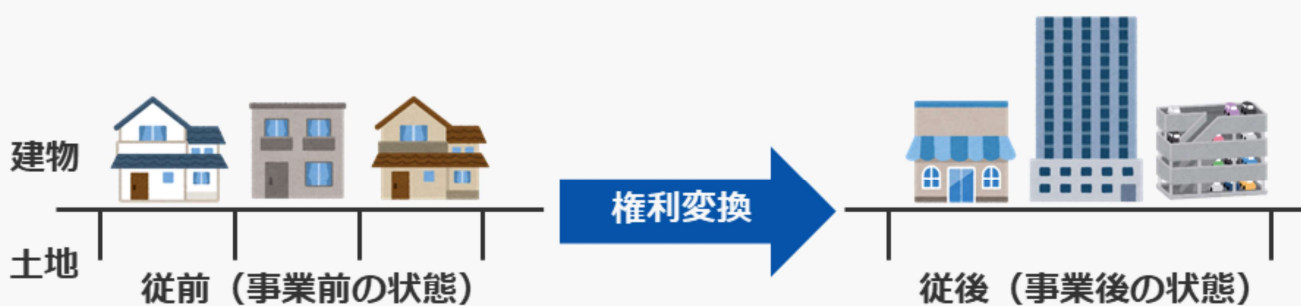 建物
権利変換
土地
従前（事業前の状態）
従後（事業後の状態）